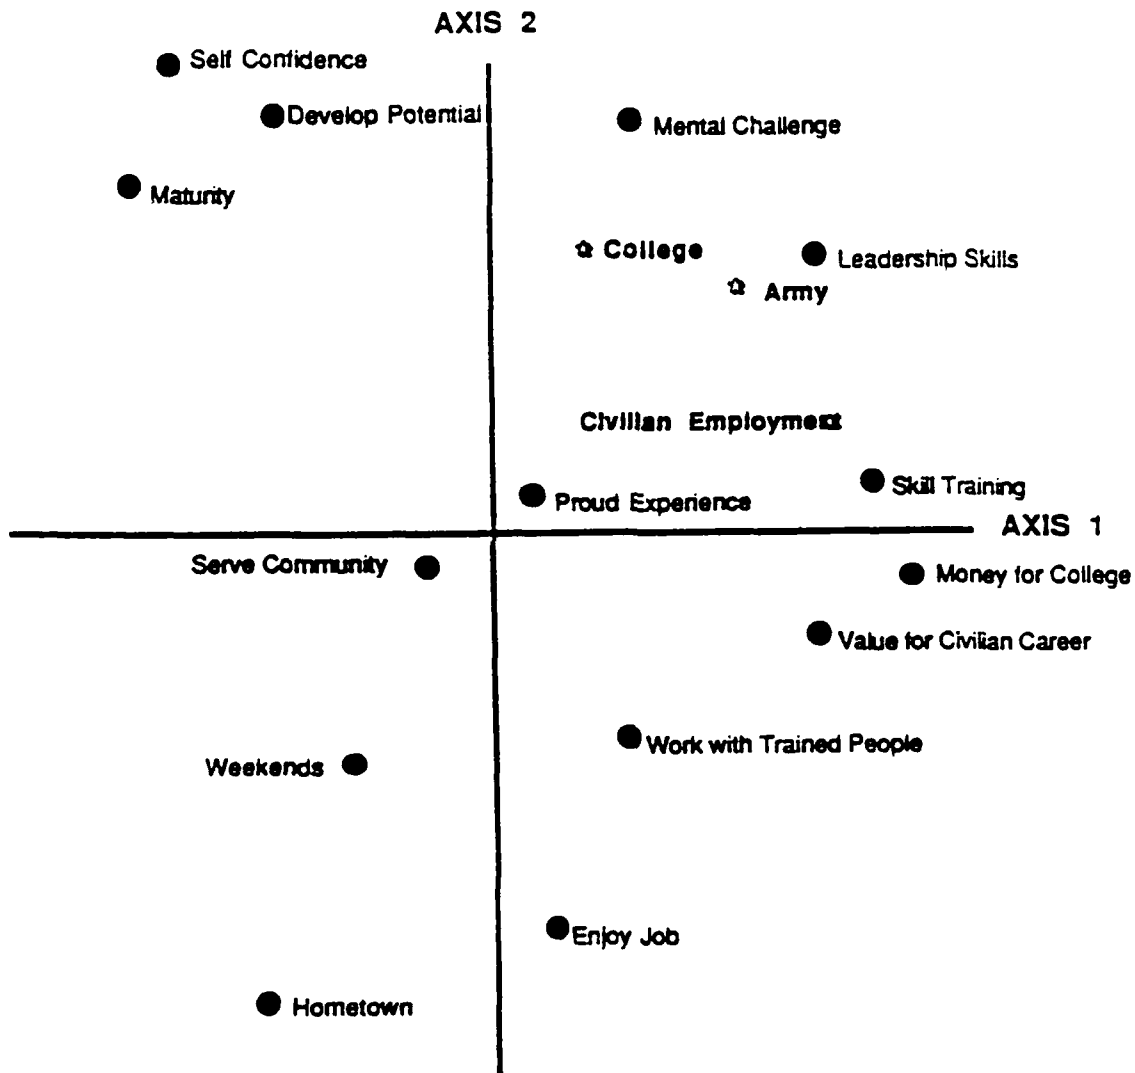 AXIS 2
Self Confidence
Develop Potential
Mental Challenge
Maturity
College
Leadership Skills
Army
Civilian Employment
Skill Training
Proud Experience
AXIS 1
Serve Community
Money for College
Value for Civilian Career
Work with Trained People
Weekends
Enjoy Job
Hometown